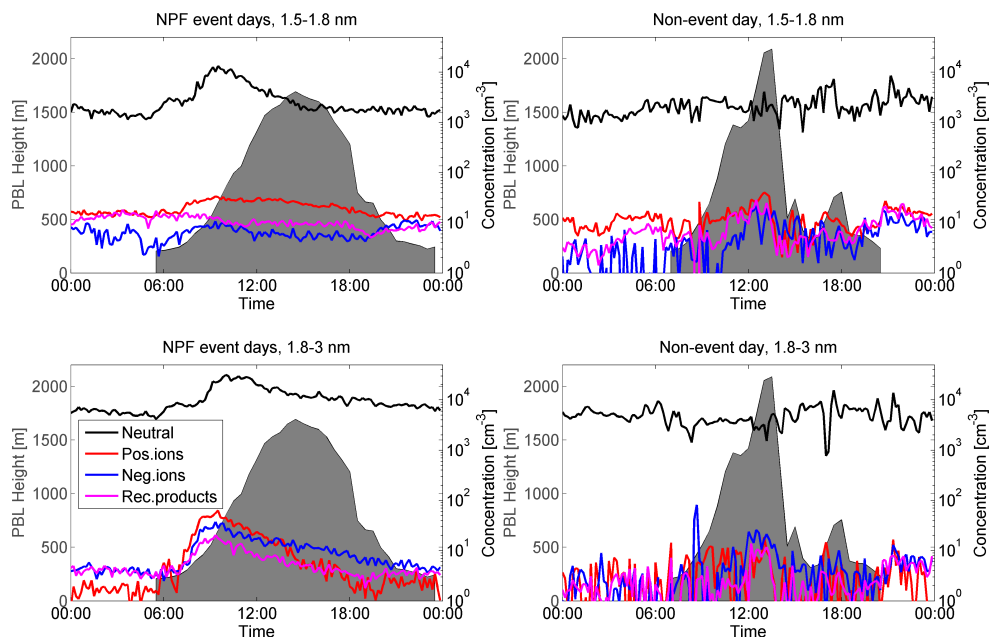 NPF event days, 1.5-1.8 nm
PBL Height [m]
2000
1500
1000
500
0
10^4
10^3
10^2
10^1
10^0
Concentration [cm^-3]
00:00 06:00 12:00 18:00 00:00
Time
Non-event day, 1.5-1.8 nm
PBL Height [m]
2000
1500
1000
500
0
10^4
10^3
10^2
10^1
10^0
Concentration [cm^-3]
00:00 06:00 12:00 18:00 00:00
Time
NPF event days, 1.8-3 nm
PBL Height [m]
2000
1500
1000
500
0
Neutral
Pos.ions
Neg.ions
Rec.products
10^4
10^3
10^2
10^1
10^0
Concentration [cm^-3]
00:00 06:00 12:00 18:00 00:00
Time
Non-event day, 1.8-3 nm
PBL Height [m]
2000
1500
1000
500
0
10^4
10^3
10^2
10^1
10^0
Concentration [cm^-3]
00:00 06:00 12:00 18:00 00:00
Time